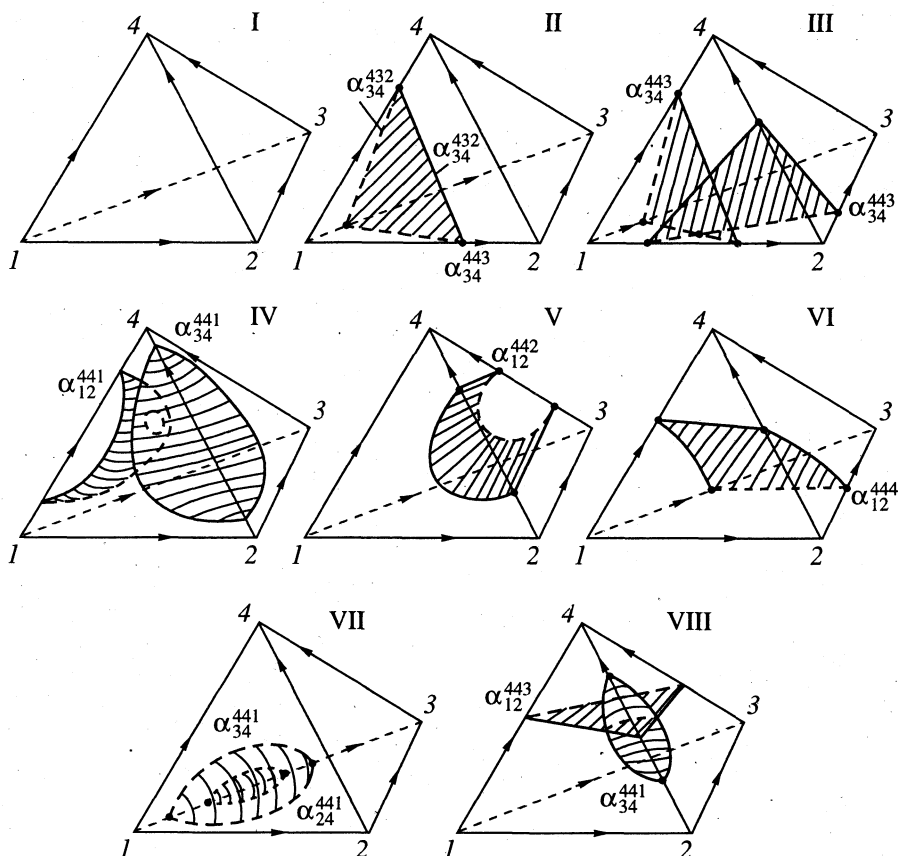 I II III
4 4 4
α₃₄⁴³² α₃₄⁴⁴³
3 α₃₄⁴³² 3 3
α₃₄⁴⁴³
1 2 1 α₃₄⁴⁴³ 2 1 2
IV V VI
4 α₃₄⁴⁴¹ 4 α₁₂⁴⁴² 4
α₁₂⁴⁴¹
3 3 3
α₁₂⁴⁴⁴
1 2 1 2 1 2
VII VIII
4 4
α₃₄⁴⁴¹ 3 α₁₂⁴⁴³ 3
α₂₄⁴⁴¹ α₃₄⁴⁴¹
1 2 1 2